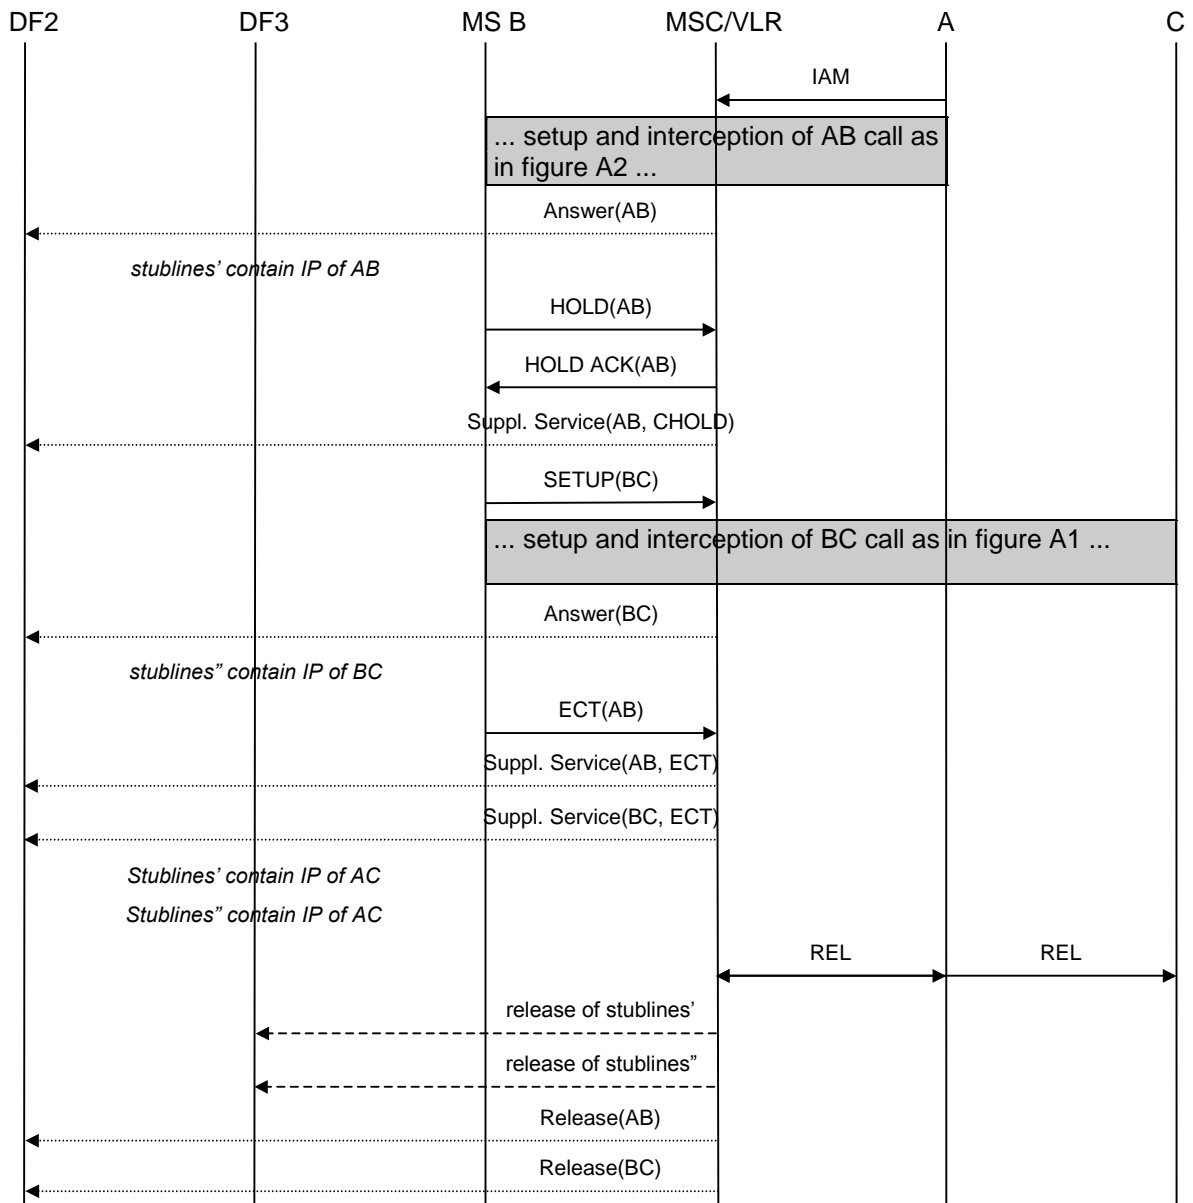 DF2 DF3 MS B MSC/VLR A C
IAM
... setup and interception of AB call as
in figure A2 ...
Answer(AB)
stublines’ contain IP of AB
HOLD(AB)
HOLD ACK(AB)
Suppl. Service(AB, CHOLD)
SETUP(BC)
... setup and interception of BC call as in figure A1 ...
Answer(BC)
stublines” contain IP of BC
ECT(AB)
Suppl. Service(AB, ECT)
Suppl. Service(BC, ECT)
Stublines’ contain IP of AC
Stublines” contain IP of AC
REL REL
release of stublines’
release of stublines”
Release(AB)
Release(BC)